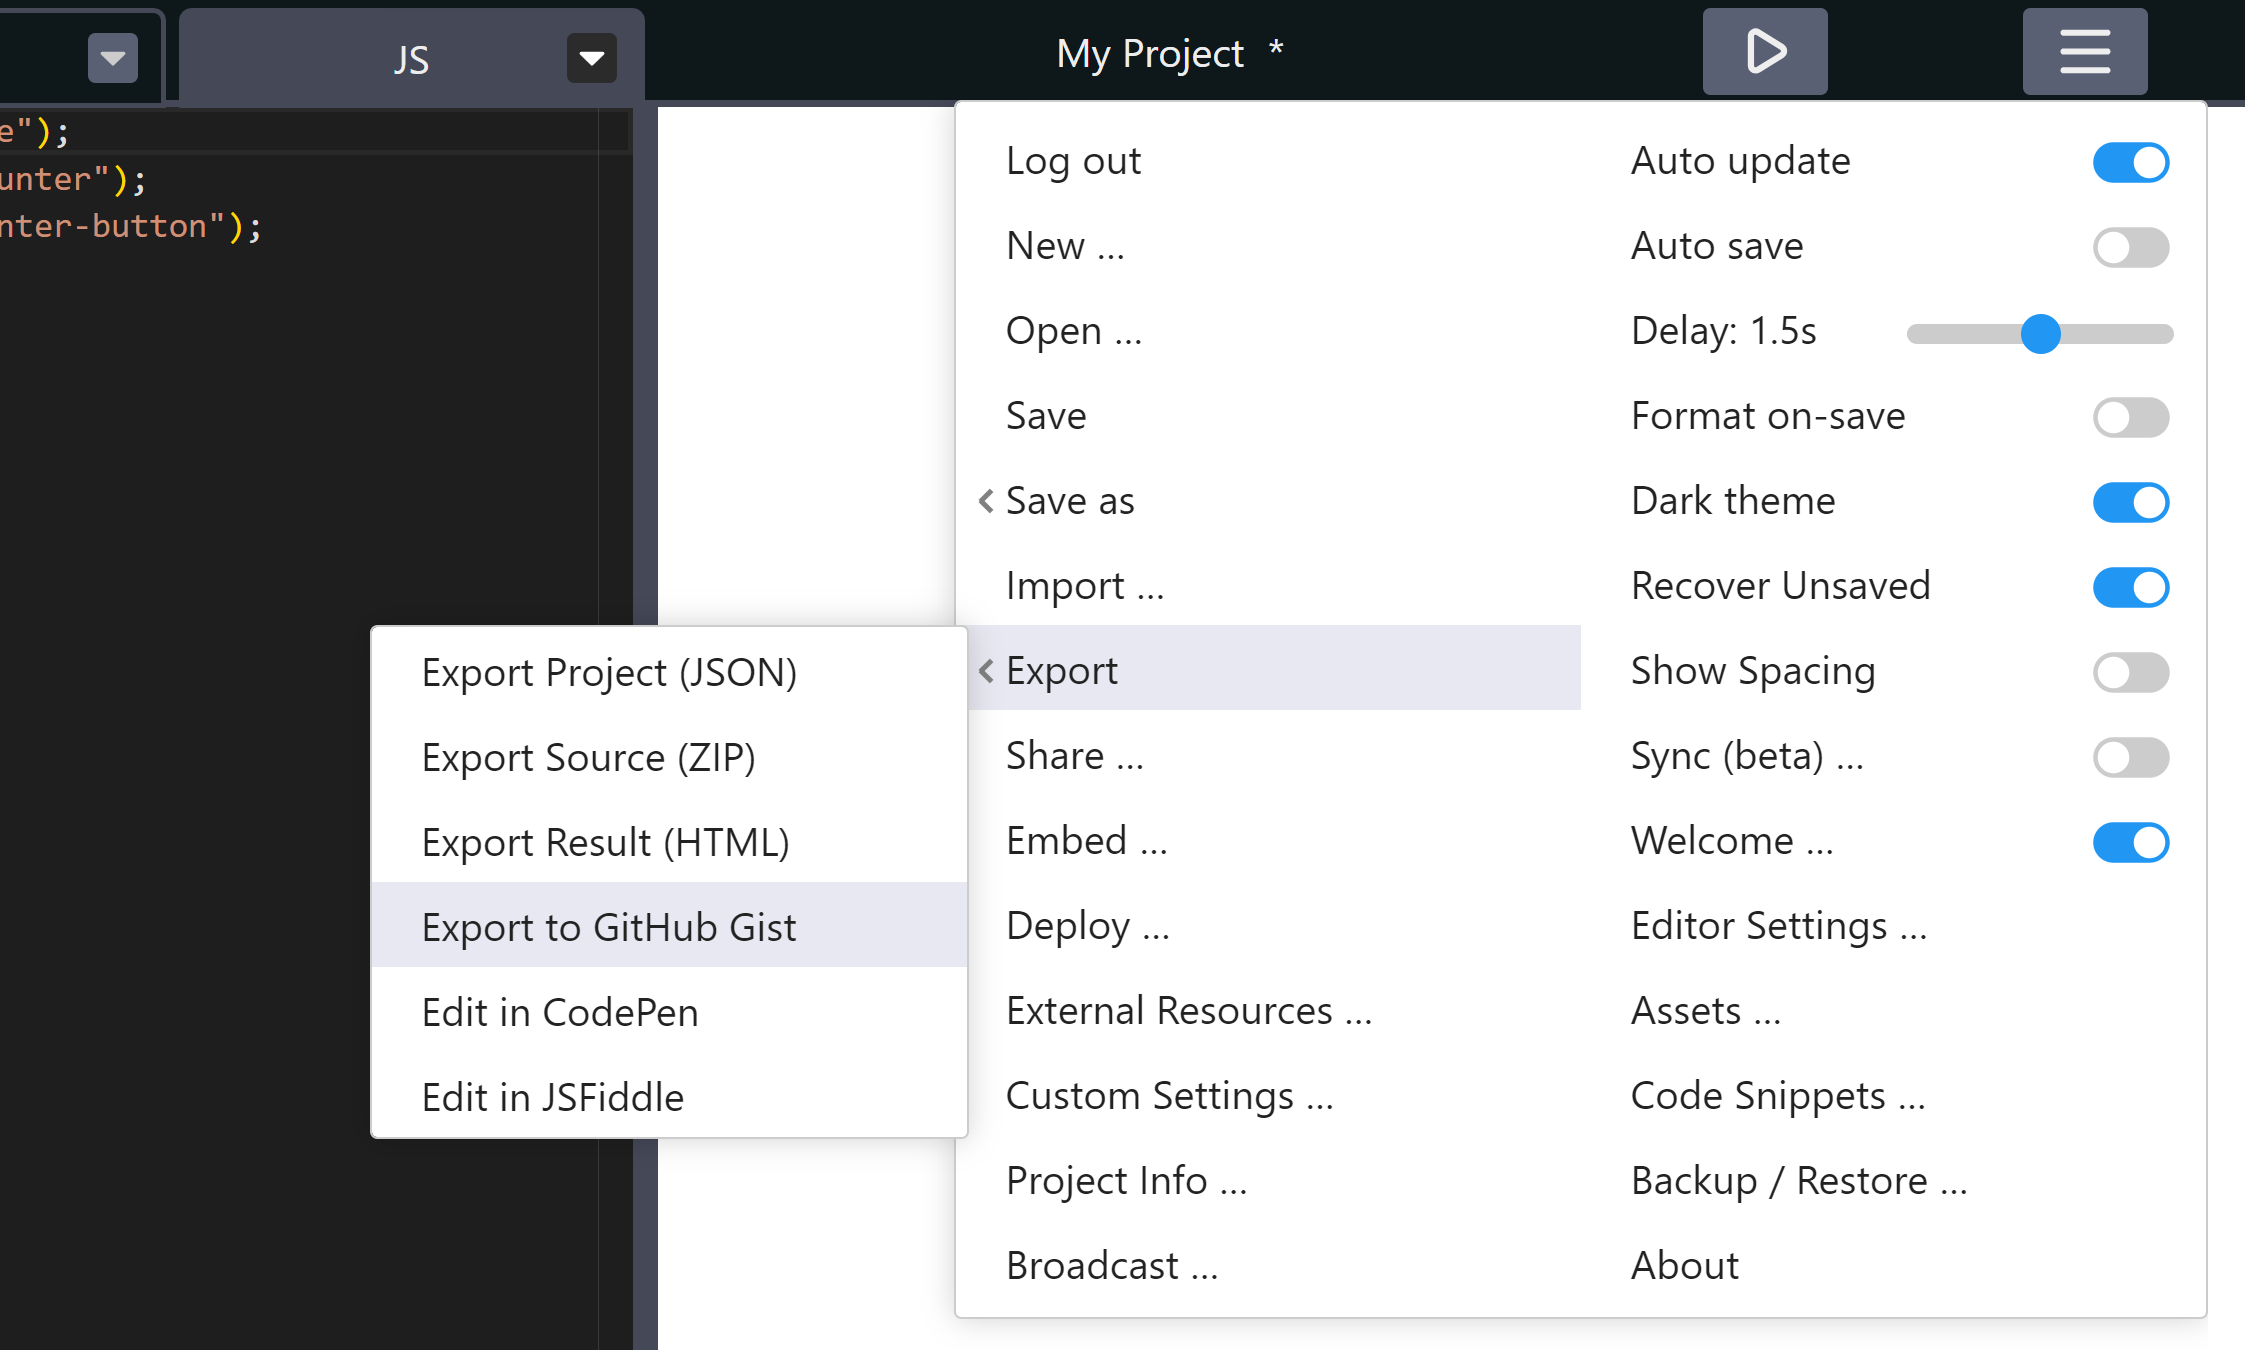 JS
My Project *
e");
unter");
nter-button");
Export Project (JSON)
Export Source (ZIP)
Export Result (HTML)
Export to GitHub Gist
Edit in CodePen
Edit in JSFiddle
Log out
New ...
Open ...
Save
Save as
Import ...
Export
Share ...
Embed ...
Deploy ...
External Resources ...
Custom Settings ...
Project Info ...
Broadcast ...
Auto update
Auto save
Delay: 1.5s
Format on-save
Dark theme
Recover Unsaved
Show Spacing
Sync (beta) ...
Welcome ...
Editor Settings ...
Assets ...
Code Snippets ...
Backup / Restore ...
About